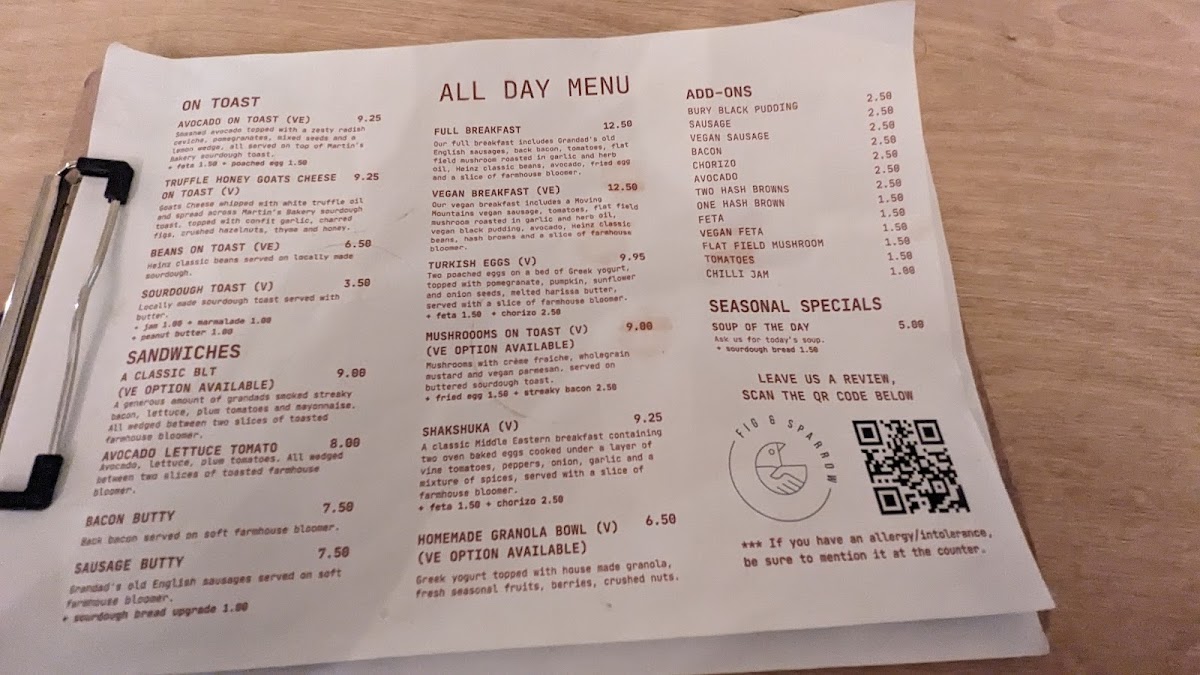 ALL DAY MENU
ON TOAST
AVOCADO ON TOAST (VE) 9.25
Smashed avocado topped with a zesty radish
ceviche, pomegranates, mixed seeds and a
lemon wedge, all served on top of Martin's
Bakery sourdough toast.
+ feta 1.50 + poached egg 1.50
TRUFFLE HONEY GOATS CHEESE 9.25
ON TOAST (V)
Goats Cheese whipped with white truffle oil
and spread across Martin's Bakery sourdough
toast, topped with confit garlic, charred
figs, crushed hazelnuts, thyme and honey.
BEANS ON TOAST (VE) 6.50
Heinz classic beans served on locally made
sourdough.
SOURDOUGH TOAST (V) 3.50
Locally made sourdough toast served with
butter.
+ jam 1.00 + marmalade 1.00
+ peanut butter 1.00
SANDWICHES
A CLASSIC BLT 9.00
(VE OPTION AVAILABLE)
A generous amount of grandads smoked streaky
bacon, lettuce, plum tomatoes and mayonnaise.
All wedged between two slices of toasted
farmhouse bloomer.
AVOCADO LETTUCE TOMATO 8.00
Avocado, lettuce, plum tomatoes. All wedged
between two slices of toasted farmhouse
bloomer.
BACON BUTTY 7.50
Back bacon served on soft farmhouse bloomer.
SAUSAGE BUTTY 7.50
Grandad's old English sausages served on soft
farmhouse bloomer.
+ sourdough bread upgrade 1.00
FULL BREAKFAST 12.50
Our full breakfast includes Grandad's old
English sausages, back bacon, tomatoes, flat
field mushroom roasted in garlic and herb
oil, Heinz classic beans, avocado, fried egg
and a slice of farmhouse bloomer.
VEGAN BREAKFAST (VE) 12.50
Our vegan breakfast includes a Moving
Mountains vegan sausage, tomatoes, flat field
mushroom roasted in garlic and herb oil,
vegan black pudding, avocado, Heinz classic
beans, hash browns and a slice of farmhouse
bloomer.
TURKISH EGGS (V) 9.95
Two poached eggs on a bed of Greek yogurt,
topped with pomegranate, pumpkin, sunflower
and onion seeds, melted harissa butter,
served with a slice of farmhouse bloomer.
+ feta 1.50 + chorizo 2.50
MUSHROOOMS ON TOAST (V) 9.00
(VE OPTION AVAILABLE)
Mushrooms with crème fraiche, wholegrain
mustard and vegan parmesan. served on
buttered sourdough toast.
+ fried egg 1.50 + streaky bacon 2.50
SHAKSHUKA (V) 9.25
A classic Middle Eastern breakfast containing
two oven baked eggs cooked under a layer of
vine tomatoes, peppers, onion, garlic and a
mixture of spices, served with a slice of
farmhouse bloomer.
+ feta 1.50 + chorizo 2.50
HOMEMADE GRANOLA BOWL (V) 6.50
(VE OPTION AVAILABLE)
Greek yogurt topped with house made granola,
fresh seasonal fruits, berries, crushed nuts.
ADD-ONS
BURY BLACK PUDDING 2.50
SAUSAGE 2.50
VEGAN SAUSAGE 2.50
BACON 2.50
CHORIZO 2.50
AVOCADO 2.50
TWO HASH BROWNS 2.50
ONE HASH BROWN 1.50
FETA 1.50
VEGAN FETA 1.50
FLAT FIELD MUSHROOM 1.50
TOMATOES 1.50
CHILLI JAM 1.00
SEASONAL SPECIALS
SOUP OF THE DAY 5.00
Ask us for today's soup.
+ sourdough bread 1.50
LEAVE US A REVIEW,
SCAN THE QR CODE BELOW
FIG & SPARROW
*** If you have an allergy/intolerance,
be sure to mention it at the counter.